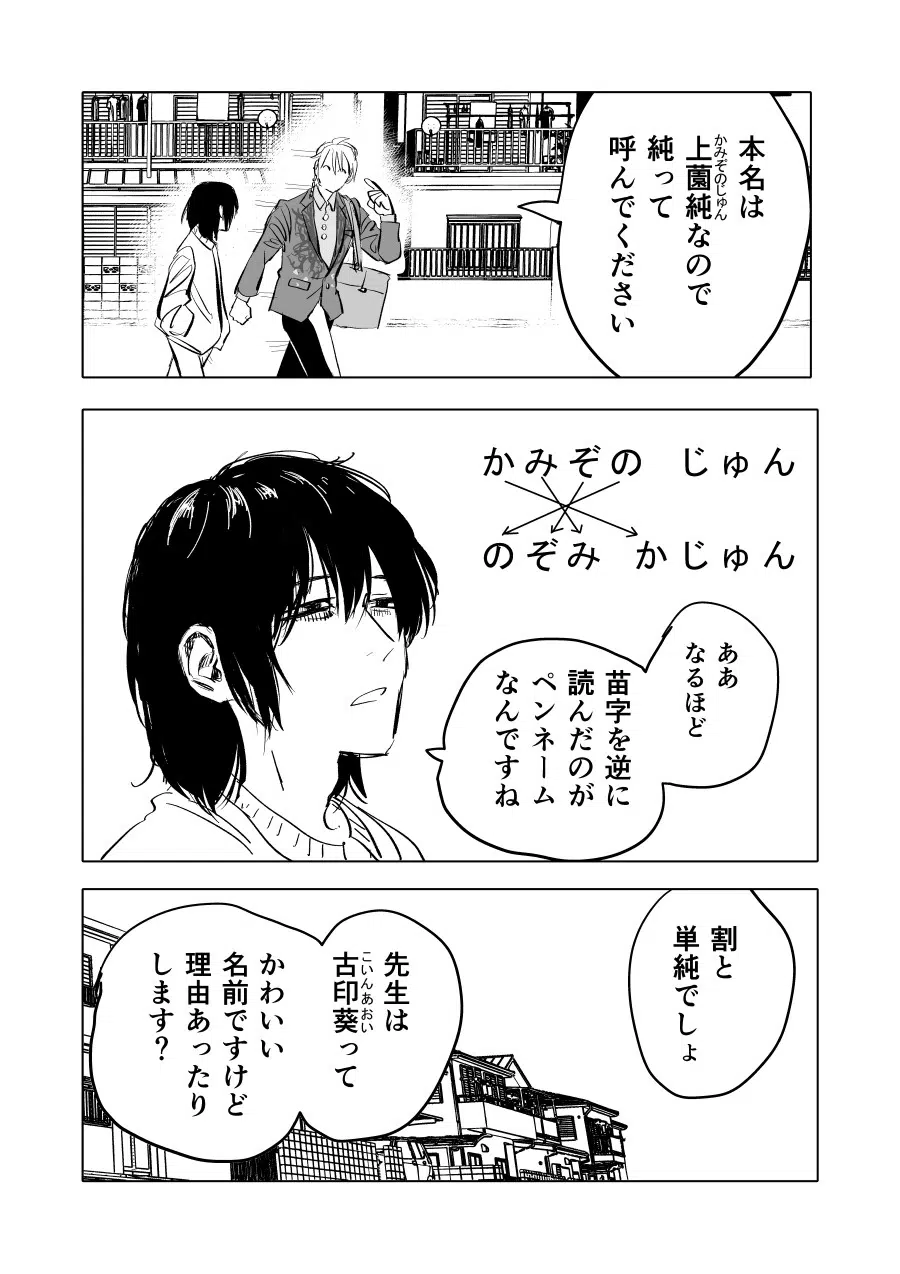 本名は
上薗純なので
かみぞのじゅん
純って
呼んでください
かみぞの じゅん
のぞみ かじゅん
ああ
なるほど
苗字を逆に
読んだのが
ペンネーム
なんですね
割と
単純でしょ
先生は
古印葵って
こいんあおい
かわいい
名前ですけど
理由あったり
します?